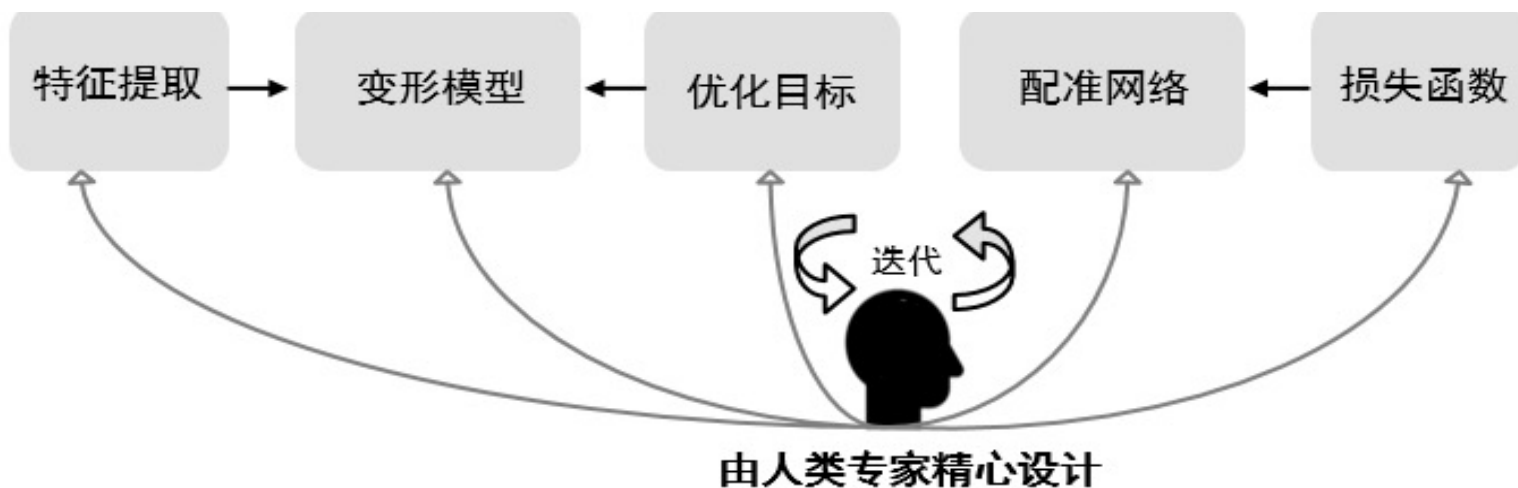 特征提取
变形模型
优化目标
配准网络
损失函数
迭代
由人类专家精心设计